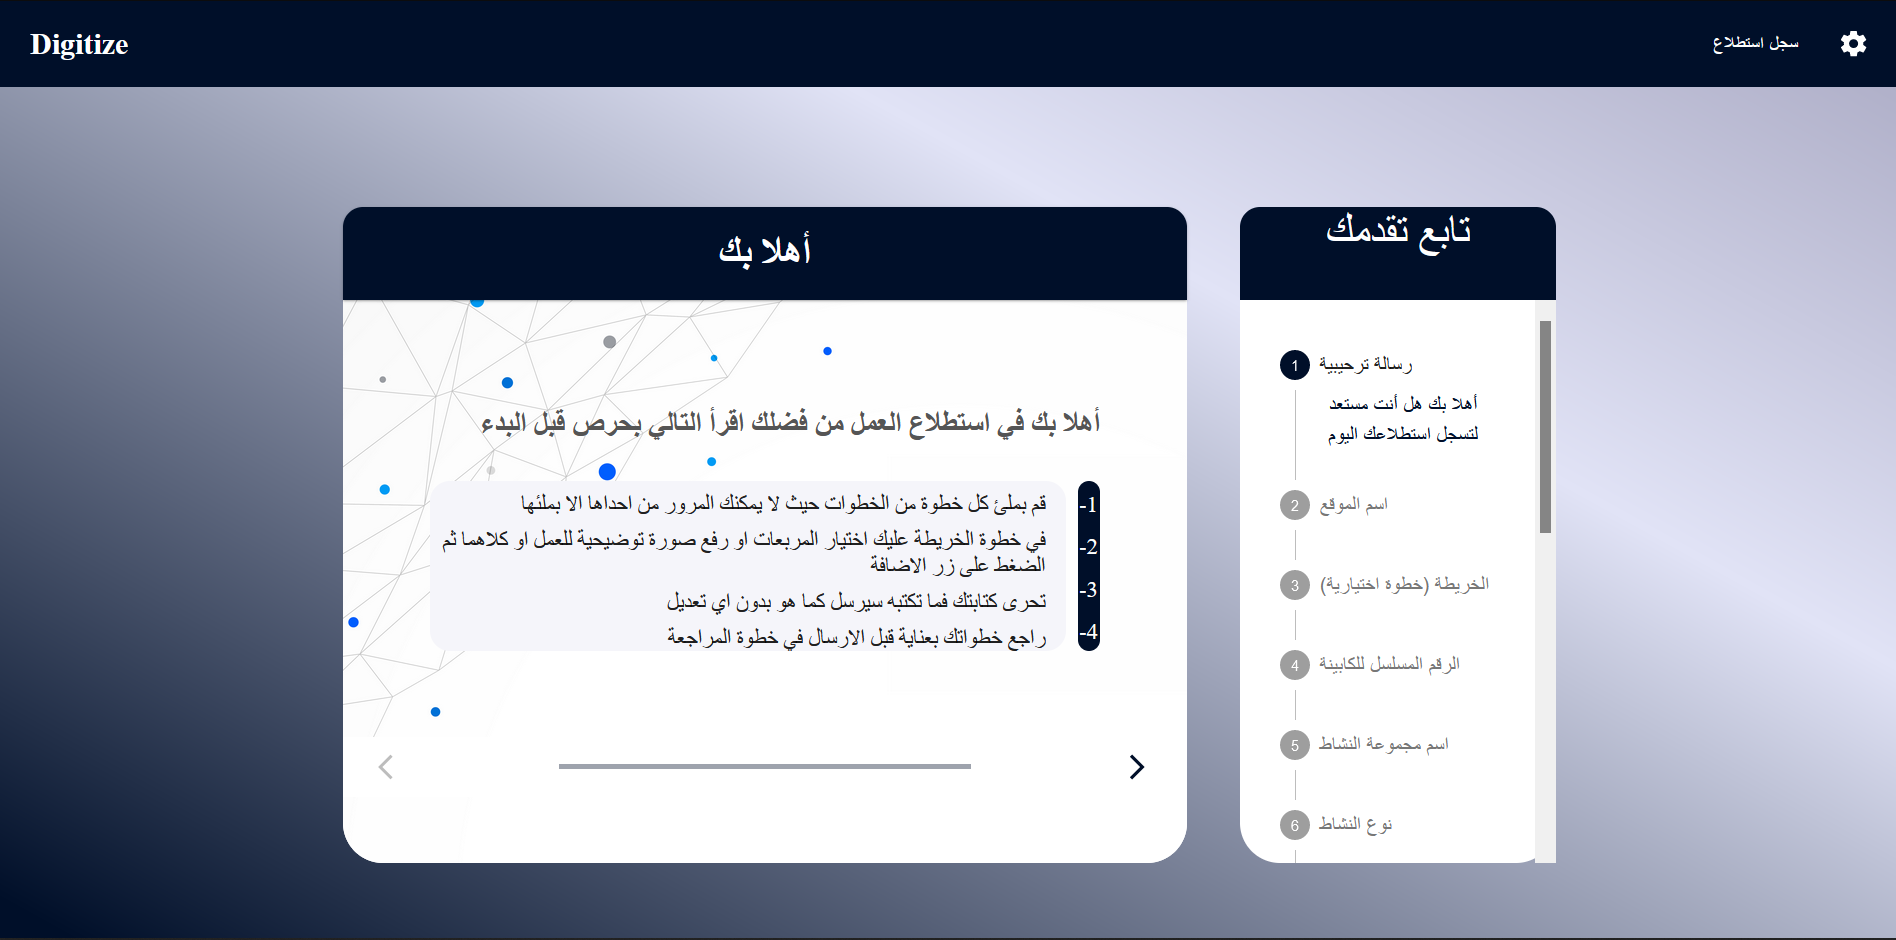 Digitize
سجل استطلاع
أهلا بك
أهلا بك في استطلاع العمل من فضلك اقرأ التالي بحرص قبل البدء
-1 قم بملئ كل خطوة من الخطوات حيث لا يمكنك المرور من احداها الا بملئها
-2 في خطوة الخريطة عليك اختيار المربعات او رفع صورة توضيحية للعمل او كلاهما ثم
الضغط على زر الاضافة
-3 تحرى كتابتك فما تكتبه سيرسل كما هو بدون اي تعديل
-4 راجع خطواتك بعناية قبل الارسال في خطوة المراجعة
تابع تقدمك
1 رسالة ترحيبية
أهلا بك هل أنت مستعد
لتسجل استطلاعك اليوم
2 اسم الموقع
3 الخريطة (خطوة اختيارية)
4 الرقم المسلسل للكابينة
5 اسم مجموعة النشاط
6 نوع النشاط